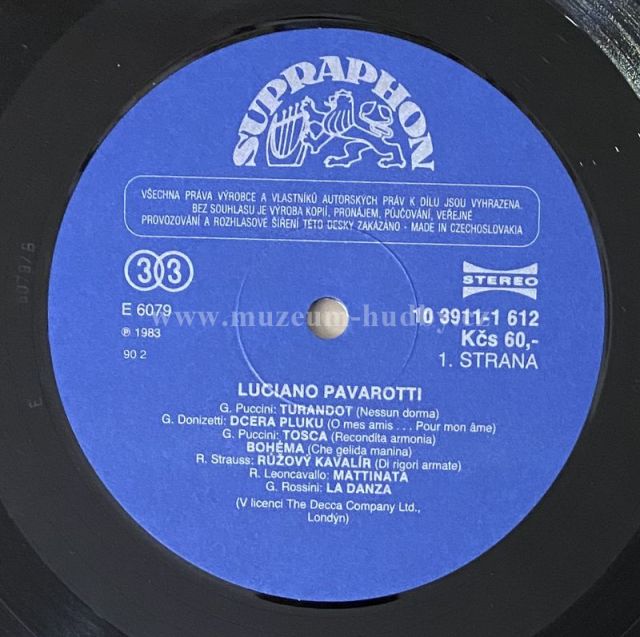 SUPRAPHON
VŠECHNA PRÁVA VÝROBCE A VLASTNÍKŮ AUTORSKÝCH PRÁV K DÍLU JSOU VYHRAZENA.
BEZ SOUHLASU JE VÝROBA KOPIÍ, PRONÁJEM, PŮJČOVÁNÍ, VEŘEJNÉ
PROVOZOVÁNÍ A ROZHLASOVÉ ŠÍŘENÍ TÉTO DESKY ZAKÁZÁNO - MADE IN CZECHOSLOVAKIA
33
STEREO
E 6079
10 3911-1 612
www.muzeum-hudby.cz
℗ 1983
Kčs 60,-
90 2
1. STRANA
LUCIANO PAVAROTTI
G. Puccini: TURANDOT (Nessun dorma)
G. Donizetti: DCERA PLUKU (O mes amis . . . Pour mon âme)
G. Puccini: TOSCA (Recondita armonia)
BOHÉMA (Che gelida manina)
R. Strauss: RŮŽOVÝ KAVALÍR (Di rigori armate)
R. Leoncavallo: MATTINATA
G. Rossini: LA DANZA
(V licenci The Decca Company Ltd.,
Londýn)